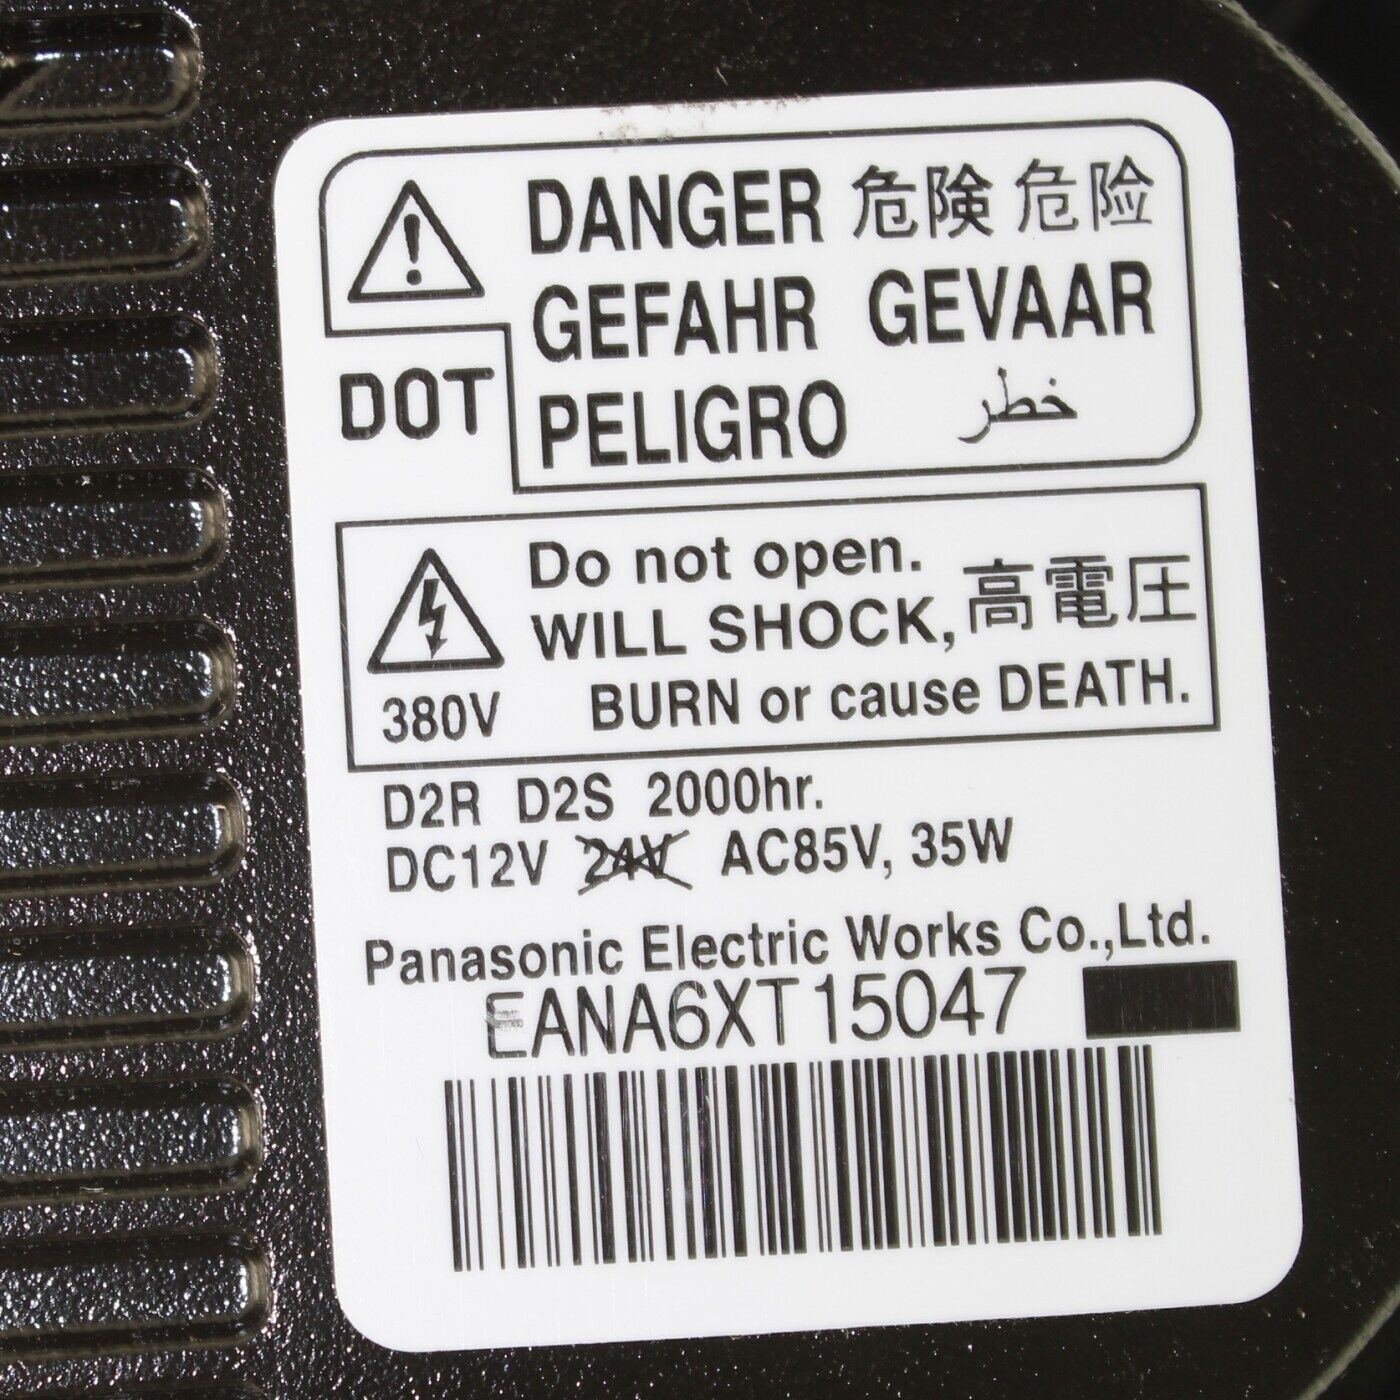 DANGER 危険 危险
GEFAHR GEVAAR
DOT
PELIGRO خطر
Do not open.
WILL SHOCK, 高電圧
380V BURN or cause DEATH.
D2R D2S 2000hr.
DC12V 24V AC85V, 35W
Panasonic Electric Works Co.,Ltd.
EANA6XT15047